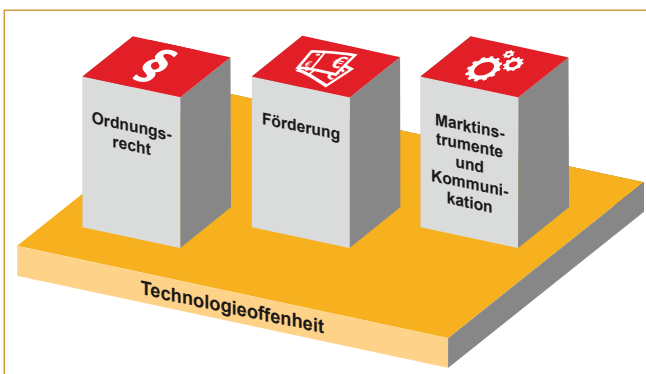 §
Ordnungs-
recht
Förderung
Marktins-
trumente
und
Kommuni-
kation
Technologieoffenheit